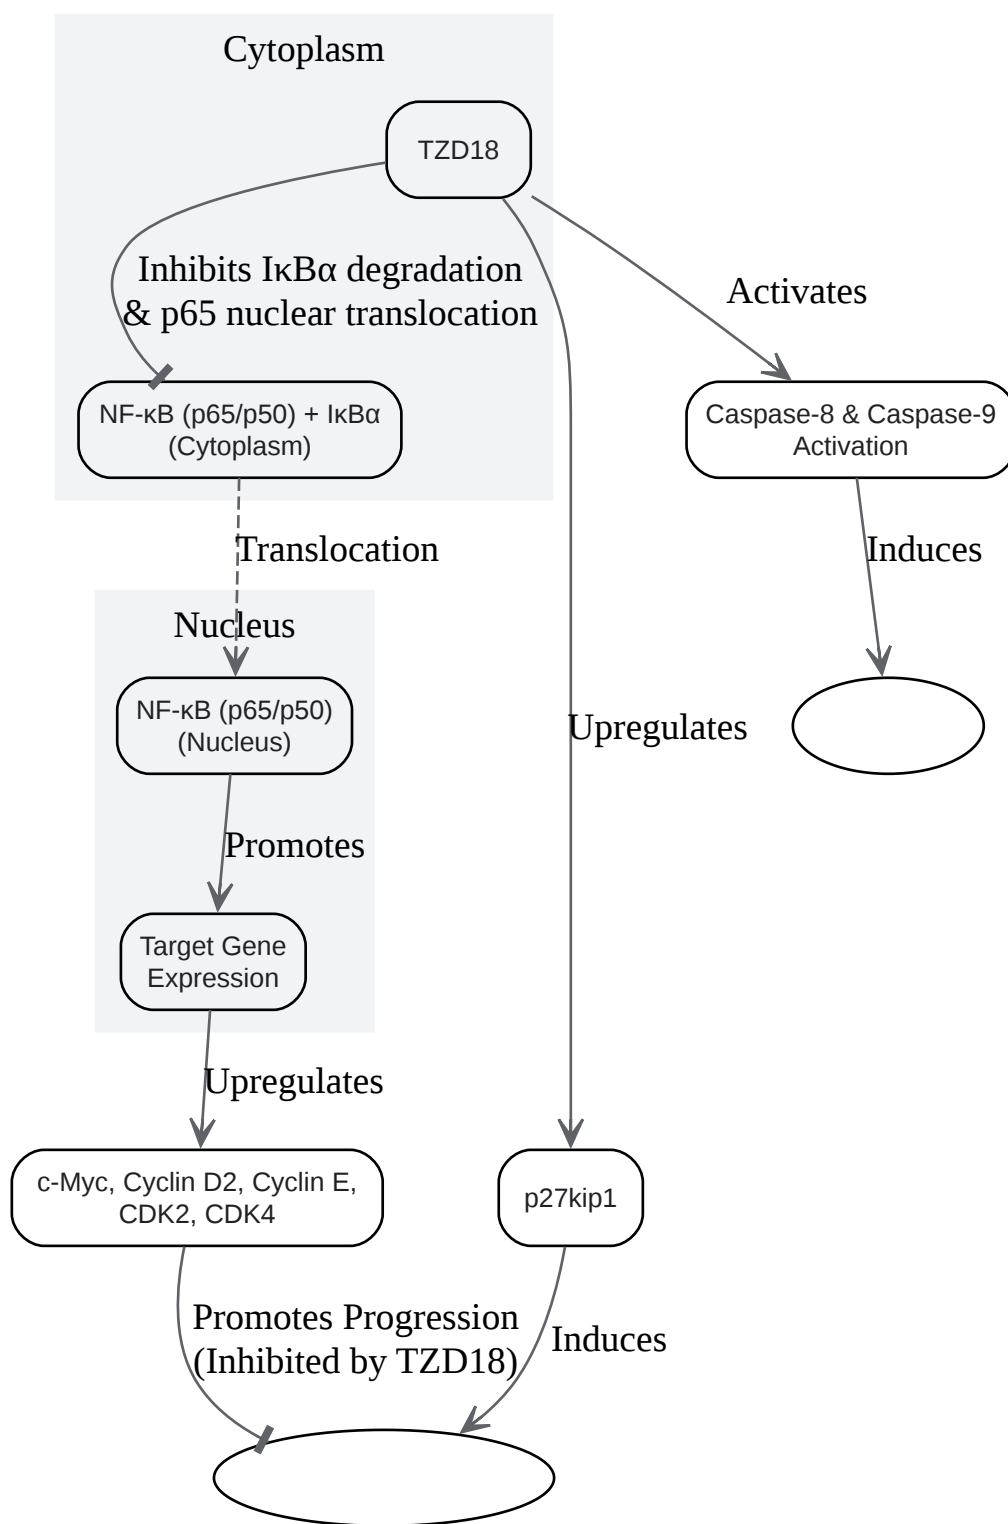 Cytoplasm
TZD18
Inhibits IκBα degradation
& p65 nuclear translocation
Activates
NF-κB (p65/p50) + IκBα
(Cytoplasm)
Caspase-8 & Caspase-9
Activation
Translocation
Induces
Nucleus
NF-κB (p65/p50)
(Nucleus)
Upregulates
Promotes
Target Gene
Expression
Upregulates
c-Myc, Cyclin D2, Cyclin E,
CDK2, CDK4
p27kip1
Promotes Progression
(Inhibited by TZD18)
Induces